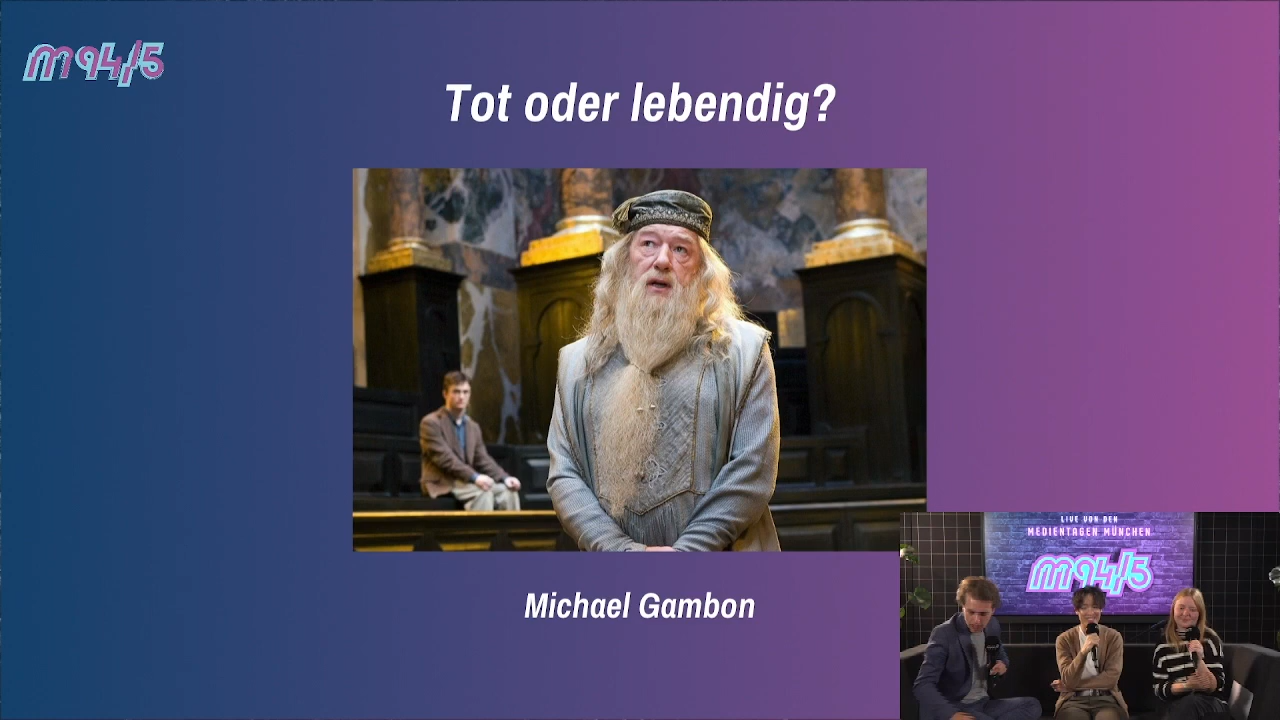 M94/5
Tot oder lebendig?
Michael Gambon
LIVE VON DEN
MEDIENTAGEN MÜNCHEN
M94/5